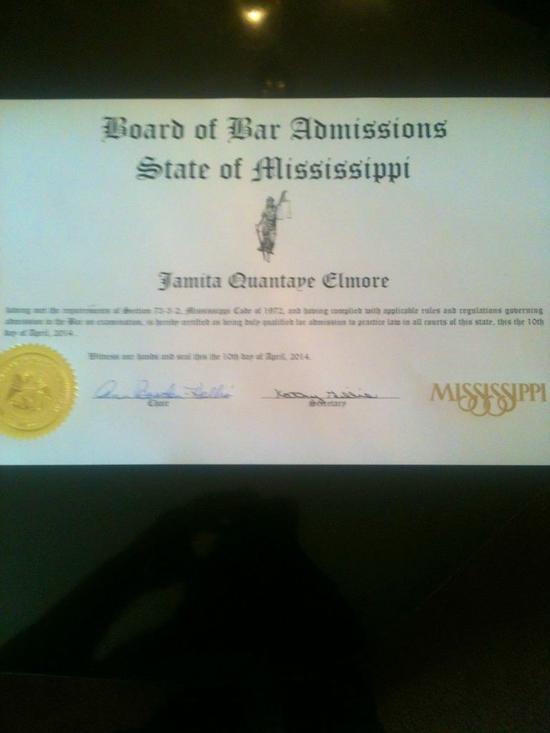 Board of Bar Admissions
State of Mississippi
Jamita Quantaye Elmore
having met the requirements of Section 73-3-2, Mississippi Code of 1972, and having complied with applicable rules and regulations governing
admission to the Bar on examination, is hereby certified as being duly qualified for admission to practice law in all courts of this state, this the 10th
day of April, 2014.
Witness our hands and seal this the 10th day of April, 2014.
Chair
Secretary
MISSISSIPPI